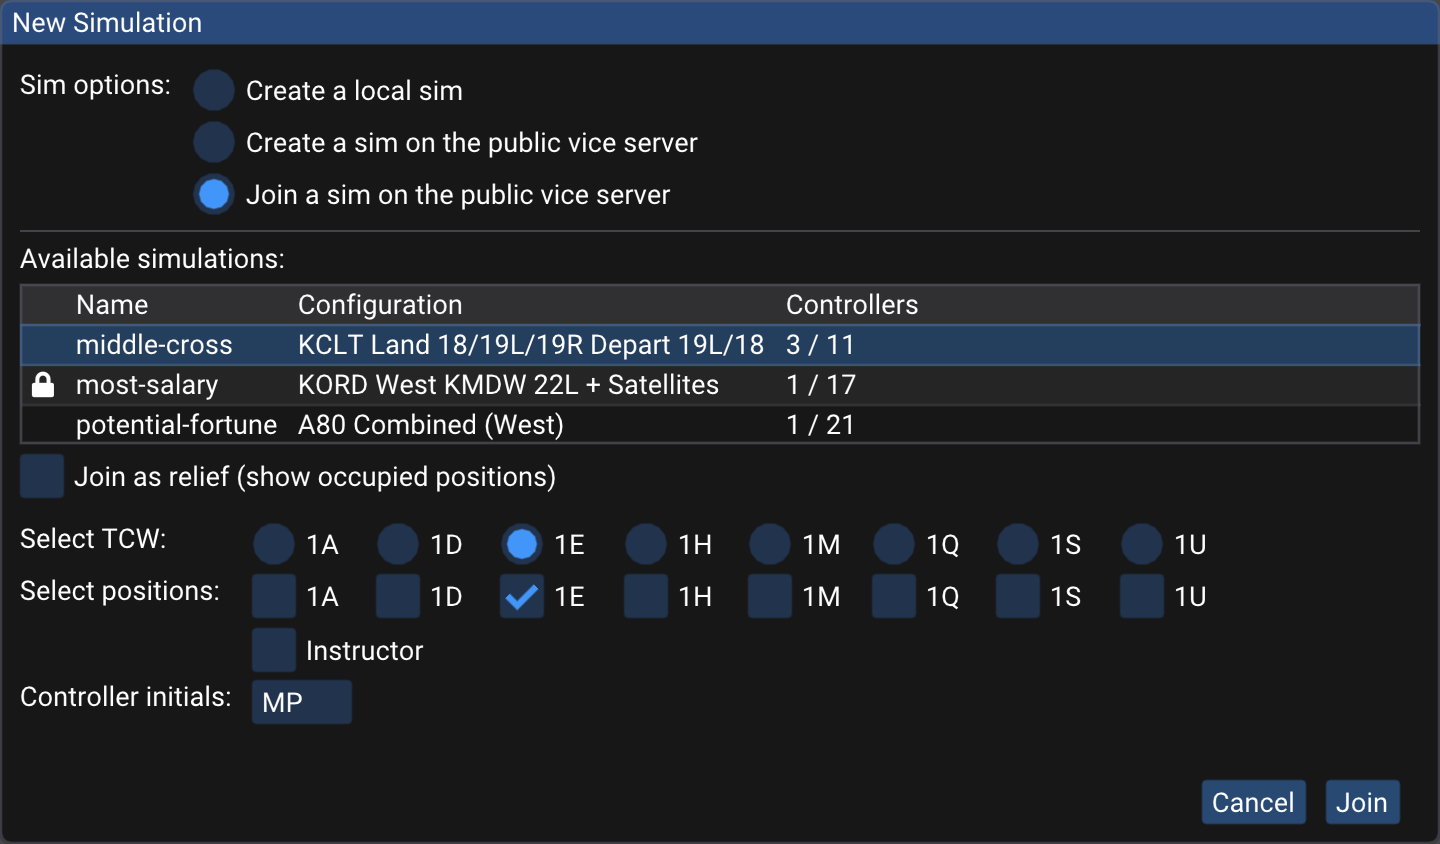 New Simulation
Sim options:
Create a local sim
Create a sim on the public vice server
Join a sim on the public vice server
Available simulations:
Name Configuration Controllers
middle-cross KCLT Land 18/19L/19R Depart 19L/18 3 / 11
most-salary KORD West KMDW 22L + Satellites 1 / 17
potential-fortune A80 Combined (West) 1 / 21
Join as relief (show occupied positions)
Select TCW: 1A 1D 1E 1H 1M 1Q 1S 1U
Select positions: 1A 1D 1E 1H 1M 1Q 1S 1U
Instructor
Controller initials: MP
Cancel Join